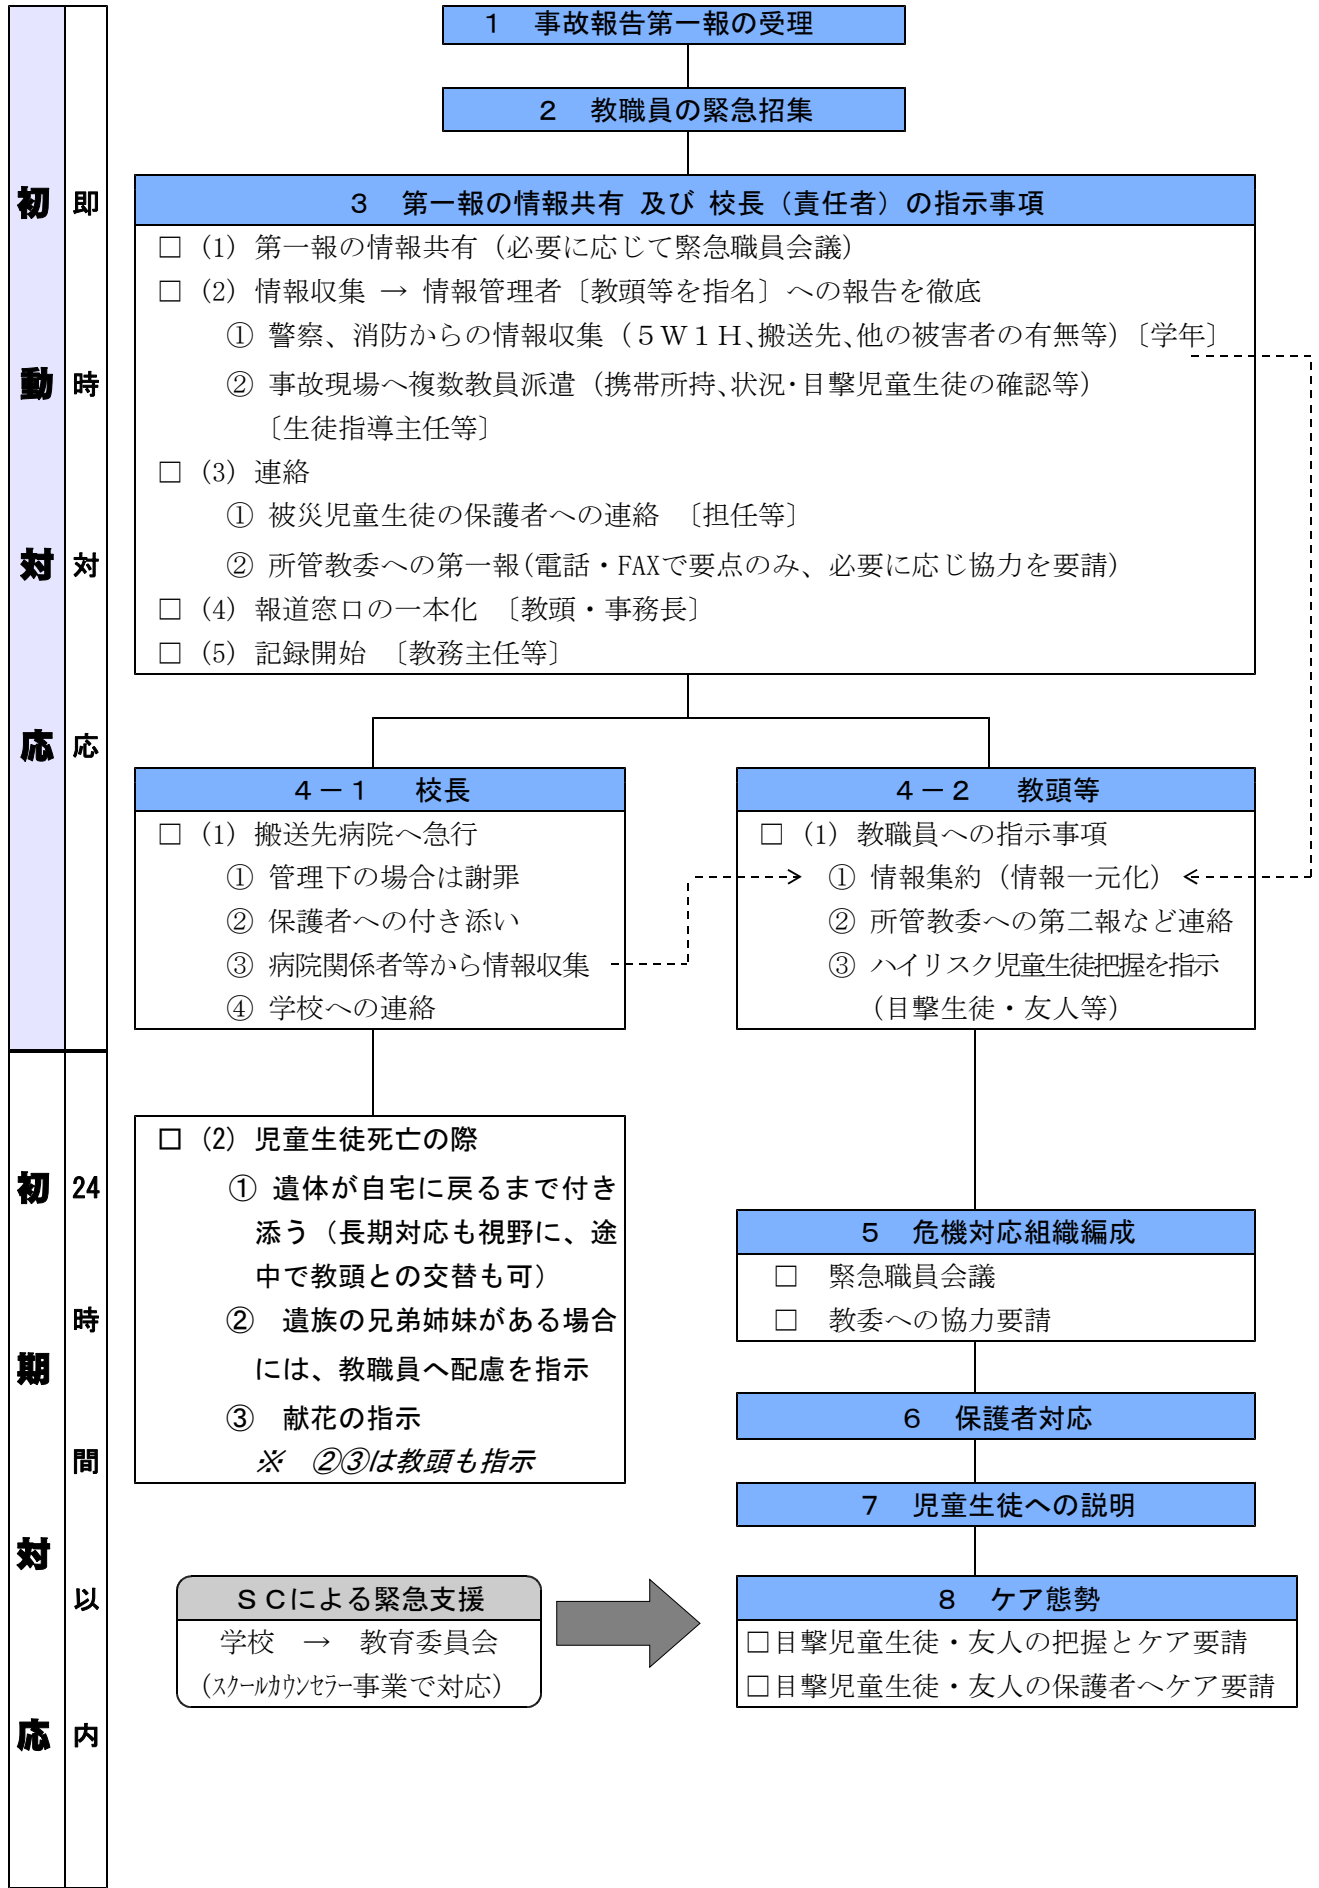 初動対応
即時対応
1 事故報告第一報の受理
2 教職員の緊急招集
3 第一報の情報共有 及び 校長（責任者）の指示事項
□ (1) 第一報の情報共有（必要に応じて緊急職員会議）
□ (2) 情報収集 → 情報管理者〔教頭等を指名〕への報告を徹底
① 警察、消防からの情報収集（５Ｗ１Ｈ､搬送先､他の被害者の有無等）〔学年〕
② 事故現場へ複数教員派遣（携帯所持､状況･目撃児童生徒の確認等）
〔生徒指導主任等〕
□ (3) 連絡
① 被災児童生徒の保護者への連絡 〔担任等〕
② 所管教委への第一報(電話・FAXで要点のみ、必要に応じ協力を要請)
□ (4) 報道窓口の一本化 〔教頭・事務長〕
□ (5) 記録開始 〔教務主任等〕
４－１ 校長
□ (1) 搬送先病院へ急行
① 管理下の場合は謝罪
② 保護者への付き添い
③ 病院関係者等から情報収集
④ 学校への連絡
４－２ 教頭等
□ (1) 教職員への指示事項
① 情報集約（情報一元化）
② 所管教委への第二報など連絡
③ ハイリスク児童生徒把握を指示
（目撃生徒・友人等）
初期対応
24時間以内
□ (2) 児童生徒死亡の際
① 遺体が自宅に戻るまで付き
添う（長期対応も視野に、途
中で教頭との交替も可）
② 遺族の兄弟姉妹がある場合
には、教職員へ配慮を指示
③ 献花の指示
※ ②③は教頭も指示
5 危機対応組織編成
□ 緊急職員会議
□ 教委への協力要請
6 保護者対応
7 児童生徒への説明
ＳＣによる緊急支援
学校 → 教育委員会
(ｽｸｰﾙｶｳﾝｾﾗｰ事業で対応)
8 ケア態勢
□目撃児童生徒・友人の把握とケア要請
□目撃児童生徒・友人の保護者へケア要請